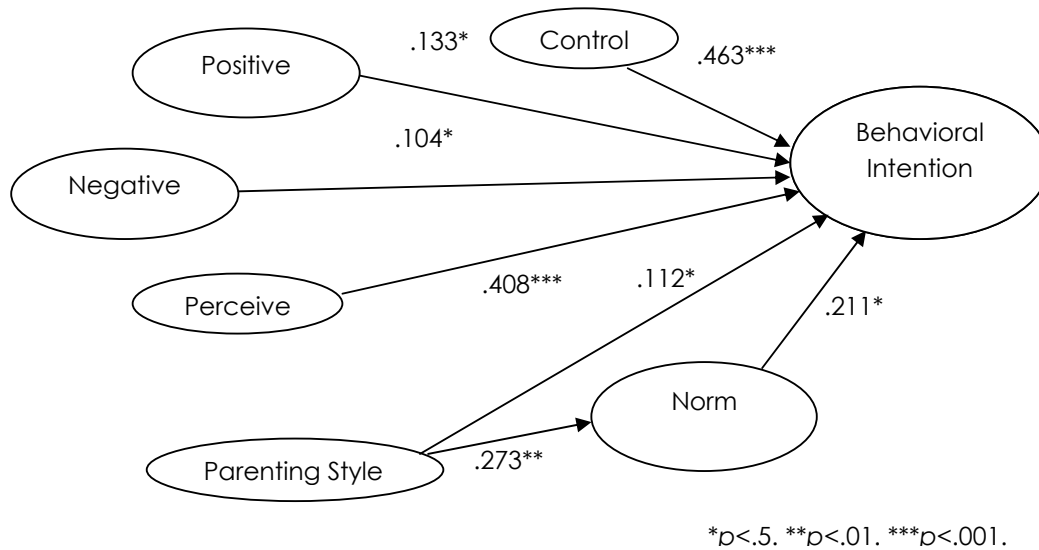 .133*
Control
.463***
Positive
Behavioral
Intention
.104*
Negative
.408***
.112*
Perceive
.211*
Norm
.273**
Parenting Style
*p<.5. **p<.01. ***p<.001.